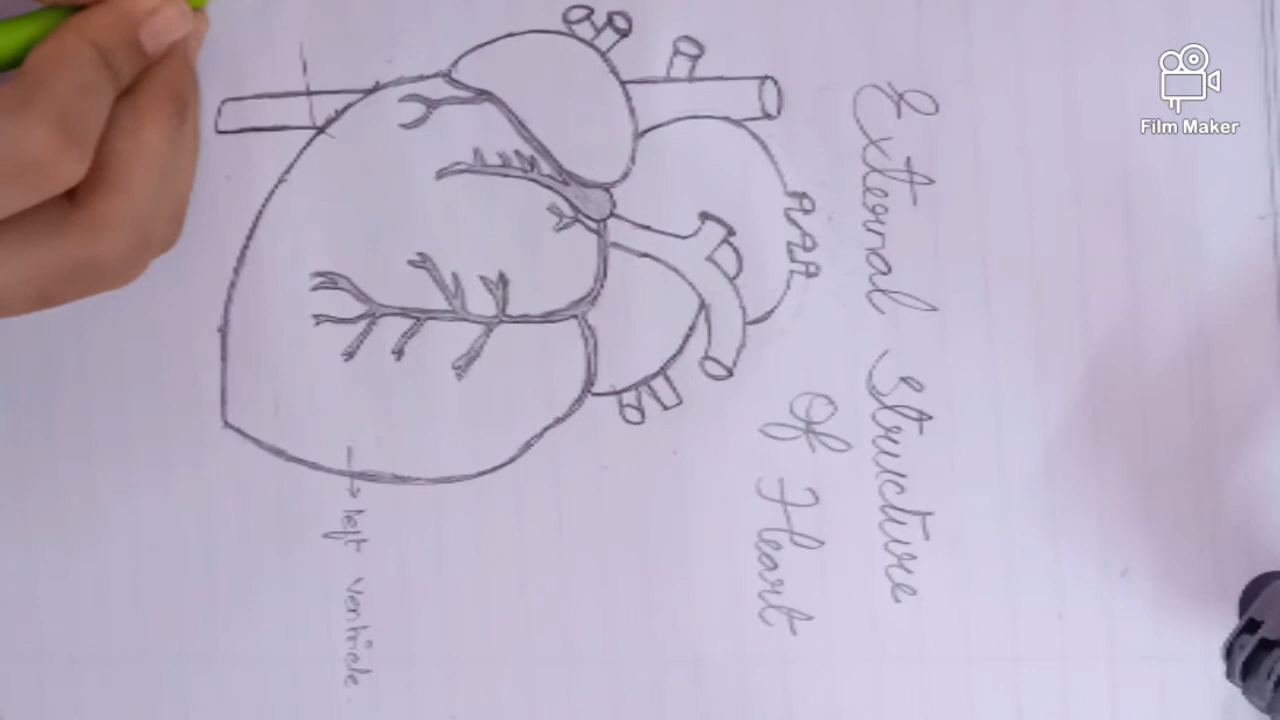 External Structure
Of Heart
left ventricle.
Film Maker